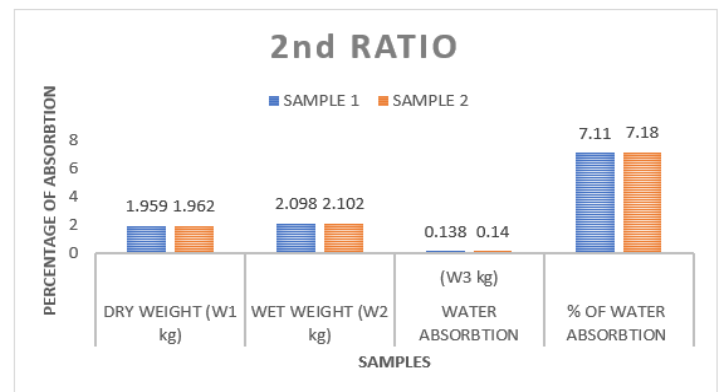 2nd RATIO
SAMPLE 1 SAMPLE 2
PERCENTAGE OF ABSORBTION
8
6
4
2
0
1.959 1.962
2.098 2.102
0.138 0.14
7.11 7.18
DRY WEIGHT (W1
kg)
WET WEIGHT (W2
kg)
(W3 kg)
WATER
ABSORBTION
% OF WATER
ABSORBTION
SAMPLES